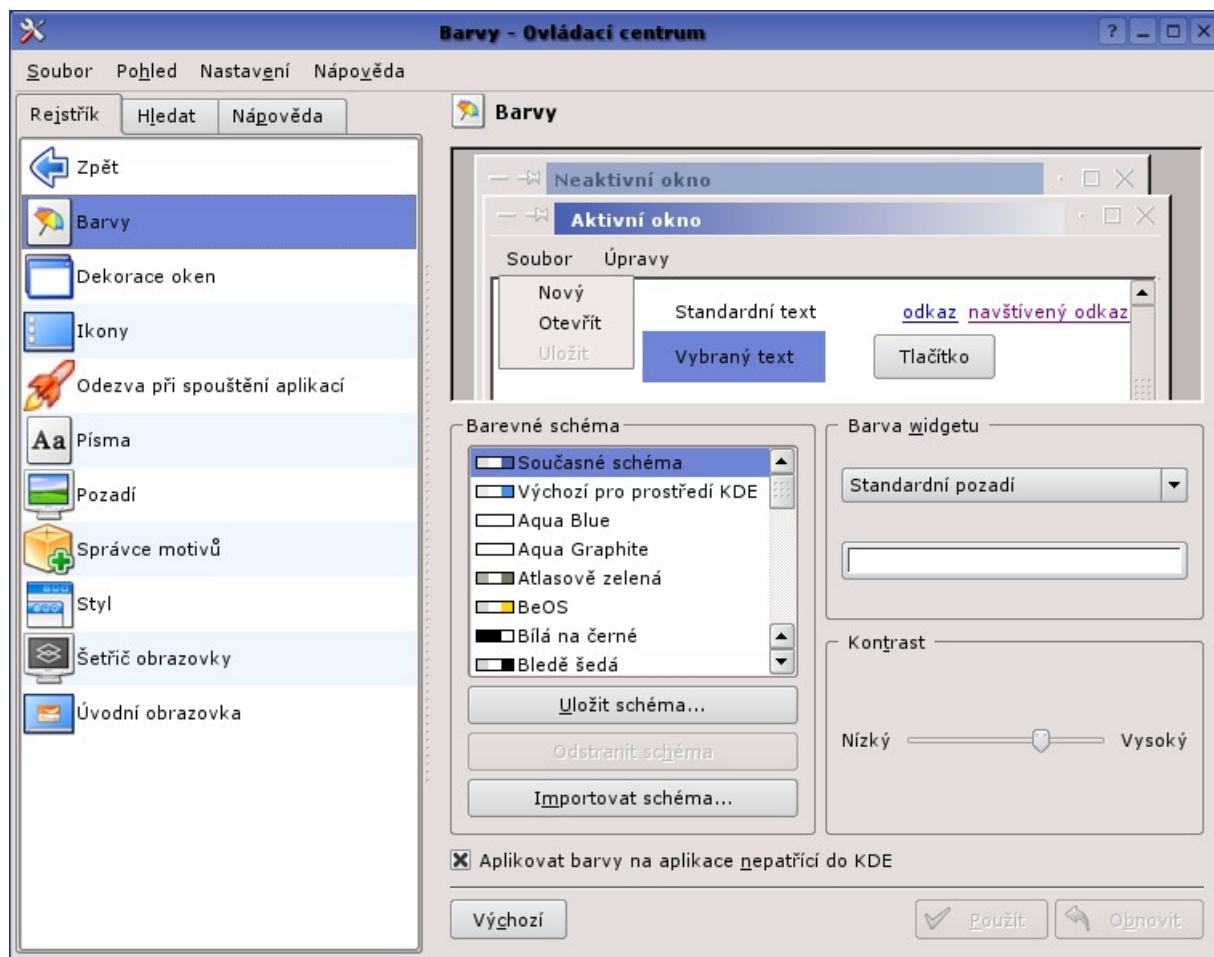 Barvy - Ovládací centrum
Soubor Pohled Nastavení Nápověda
Rejstřík Hledat Nápověda
Zpět
Barvy
Dekorace oken
Ikony
Odezva při spouštění aplikací
Aa Písma
Pozadí
Správce motivů
Styl
Šetřič obrazovky
Úvodní obrazovka
Barvy
Neaktivní okno
Aktivní okno
Soubor Úpravy
Nový
Otevřít
Uložit
Standardní text odkaz navštívený odkaz
Vybraný text Tlačítko
Barevné schéma
Současné schéma
Výchozí pro prostředí KDE
Aqua Blue
Aqua Graphite
Atlasově zelená
BeOS
Bílá na černé
Bledě šedá
Uložit schéma...
Odstranit schéma
Importovat schéma...
Barva widgetu
Standardní pozadí
Kontrast
Nízký Vysoký
Aplikovat barvy na aplikace nepatřící do KDE
Výchozí Použít Obnovit